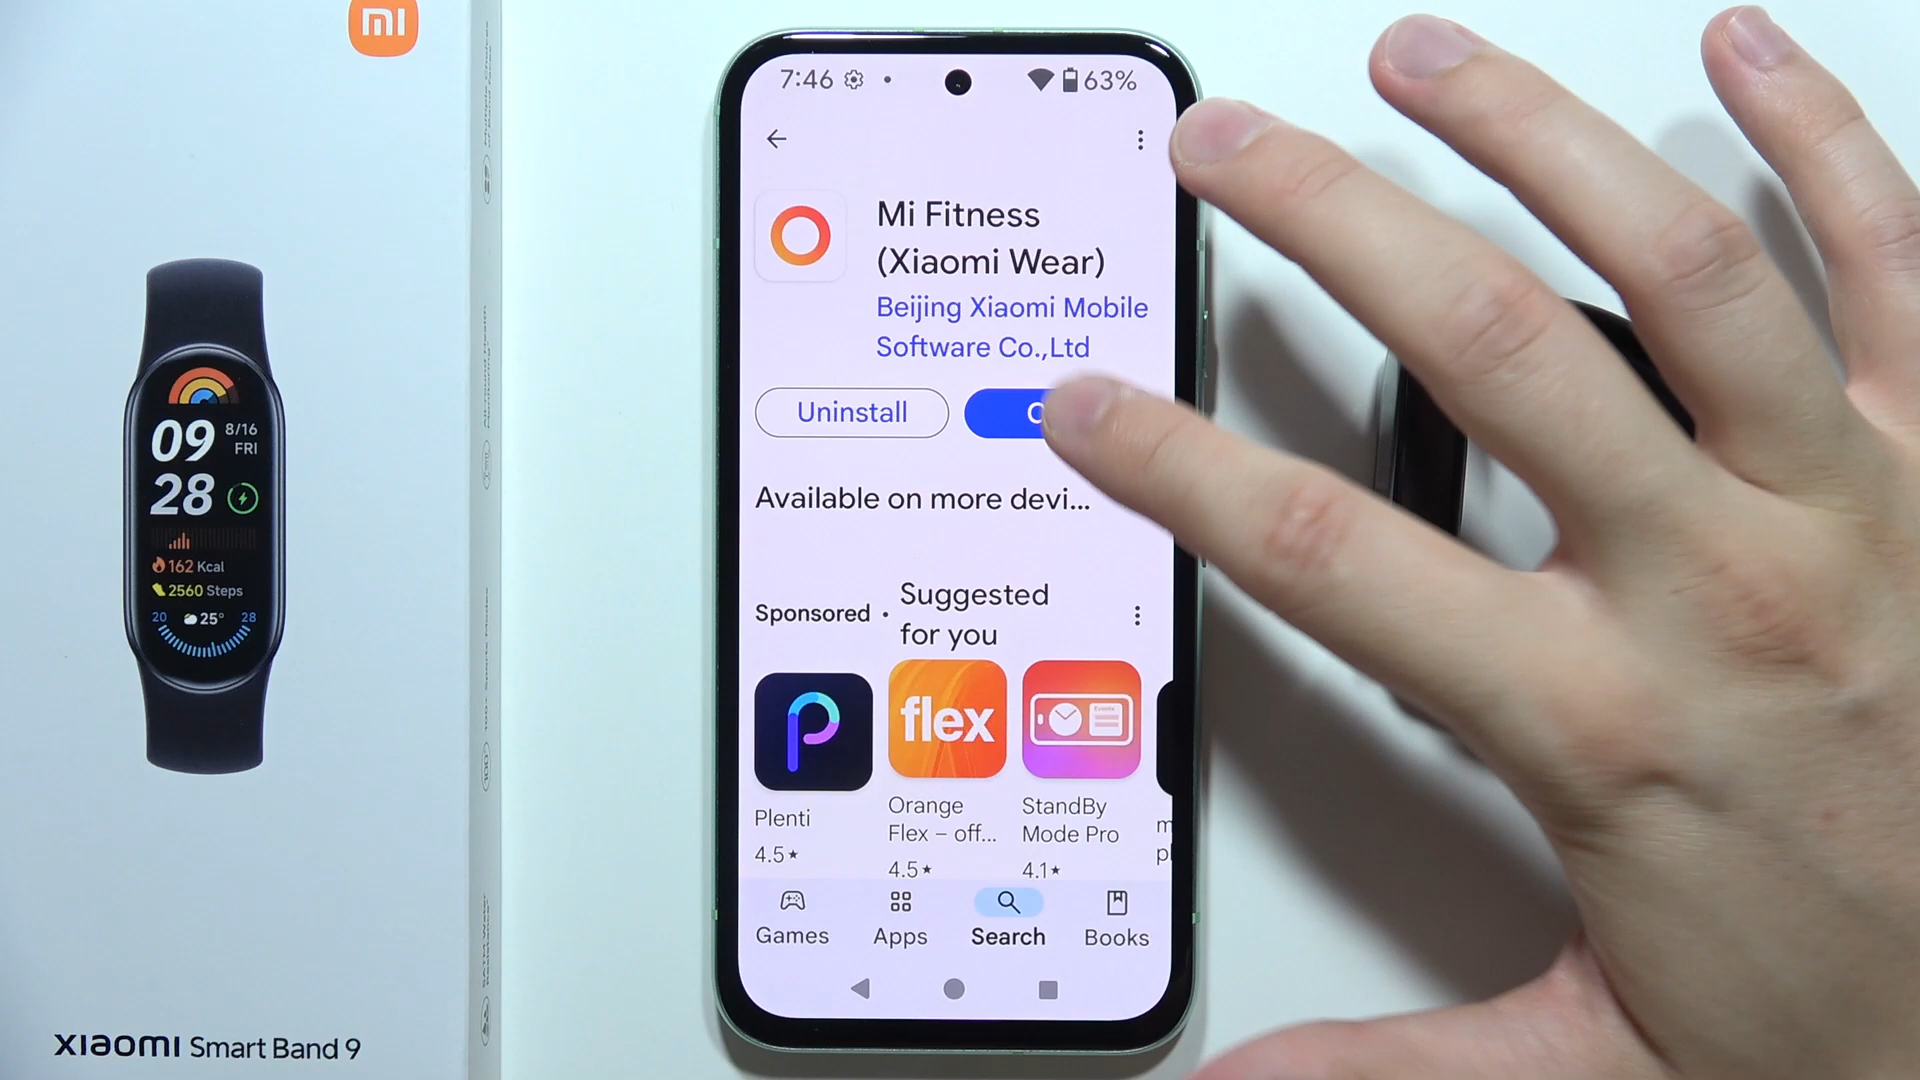 mi
09
8/16
FRI
28
162 Kcal
2560 Steps
20
25°
28
XIAOMI Smart Band 9
7:46
63%
Mi Fitness
(Xiaomi Wear)
Beijing Xiaomi Mobile
Software Co.,Ltd
Uninstall
Available on more devi...
Sponsored •
Suggested
for you
flex
Events
Plenti
4.5★
Orange
Flex – off...
4.5★
StandBy
Mode Pro
4.1★
Games
Apps
Search
Books